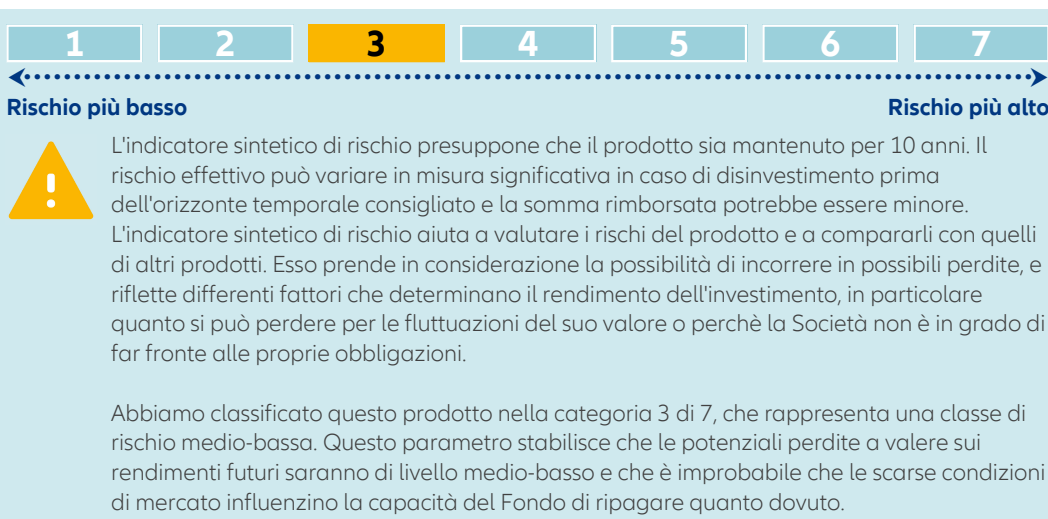 1 2 3 4 5 6 7
Rischio più basso Rischio più alto
L'indicatore sintetico di rischio presuppone che il prodotto sia mantenuto per 10 anni. Il
rischio effettivo può variare in misura significativa in caso di disinvestimento prima
dell'orizzonte temporale consigliato e la somma rimborsata potrebbe essere minore.
L'indicatore sintetico di rischio aiuta a valutare i rischi del prodotto e a compararli con quelli
di altri prodotti. Esso prende in considerazione la possibilità di incorrere in possibili perdite, e
riflette differenti fattori che determinano il rendimento dell'investimento, in particolare
quanto si può perdere per le fluttuazioni del suo valore o perchè la Società non è in grado di
far fronte alle proprie obbligazioni.
Abbiamo classificato questo prodotto nella categoria 3 di 7, che rappresenta una classe di
rischio medio-bassa. Questo parametro stabilisce che le potenziali perdite a valere sui
rendimenti futuri saranno di livello medio-basso e che è improbabile che le scarse condizioni
di mercato influenzino la capacità del Fondo di ripagare quanto dovuto.